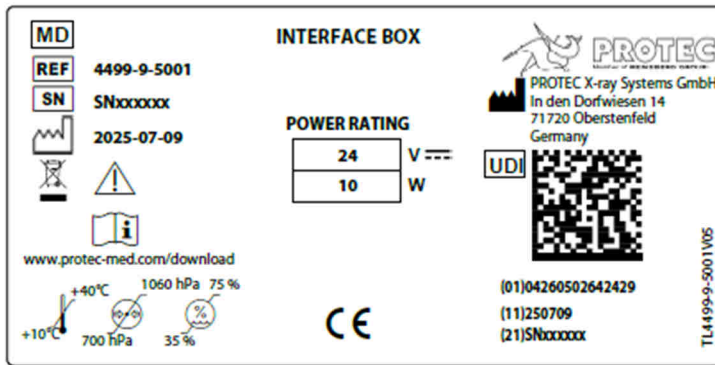 MD
INTERFACE BOX
PROTEC
REF 4499-9-5001
SN SNxxxxxx
2025-07-09
PROTEC X-ray Systems GmbH
In den Dorfwiesen 14
71720 Oberstenfeld
Germany
POWER RATING
24 V
10 W
UDI
i
www.protec-med.com/download
+40°C
+10°C
1060 hPa
700 hPa
75 %
%
35 %
CE
(01)04260502642429
(11)250709
(21)SNxxxxxx
TL4499-9-5001V05